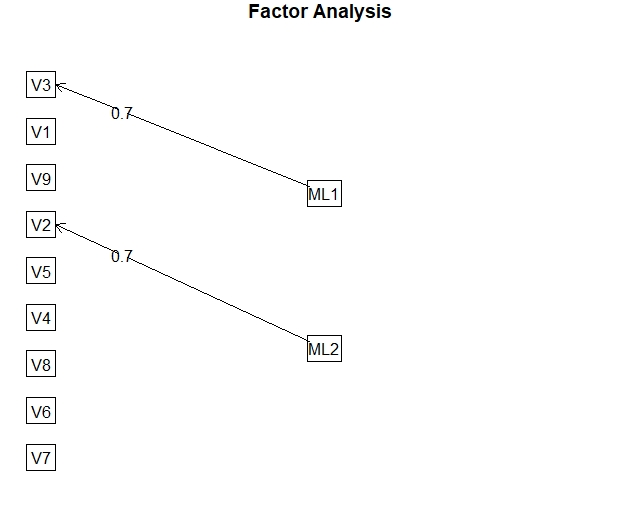 Factor Analysis
V3
0.7
V1
V9
ML1
V2
0.7
V5
V4
ML2
V8
V6
V7